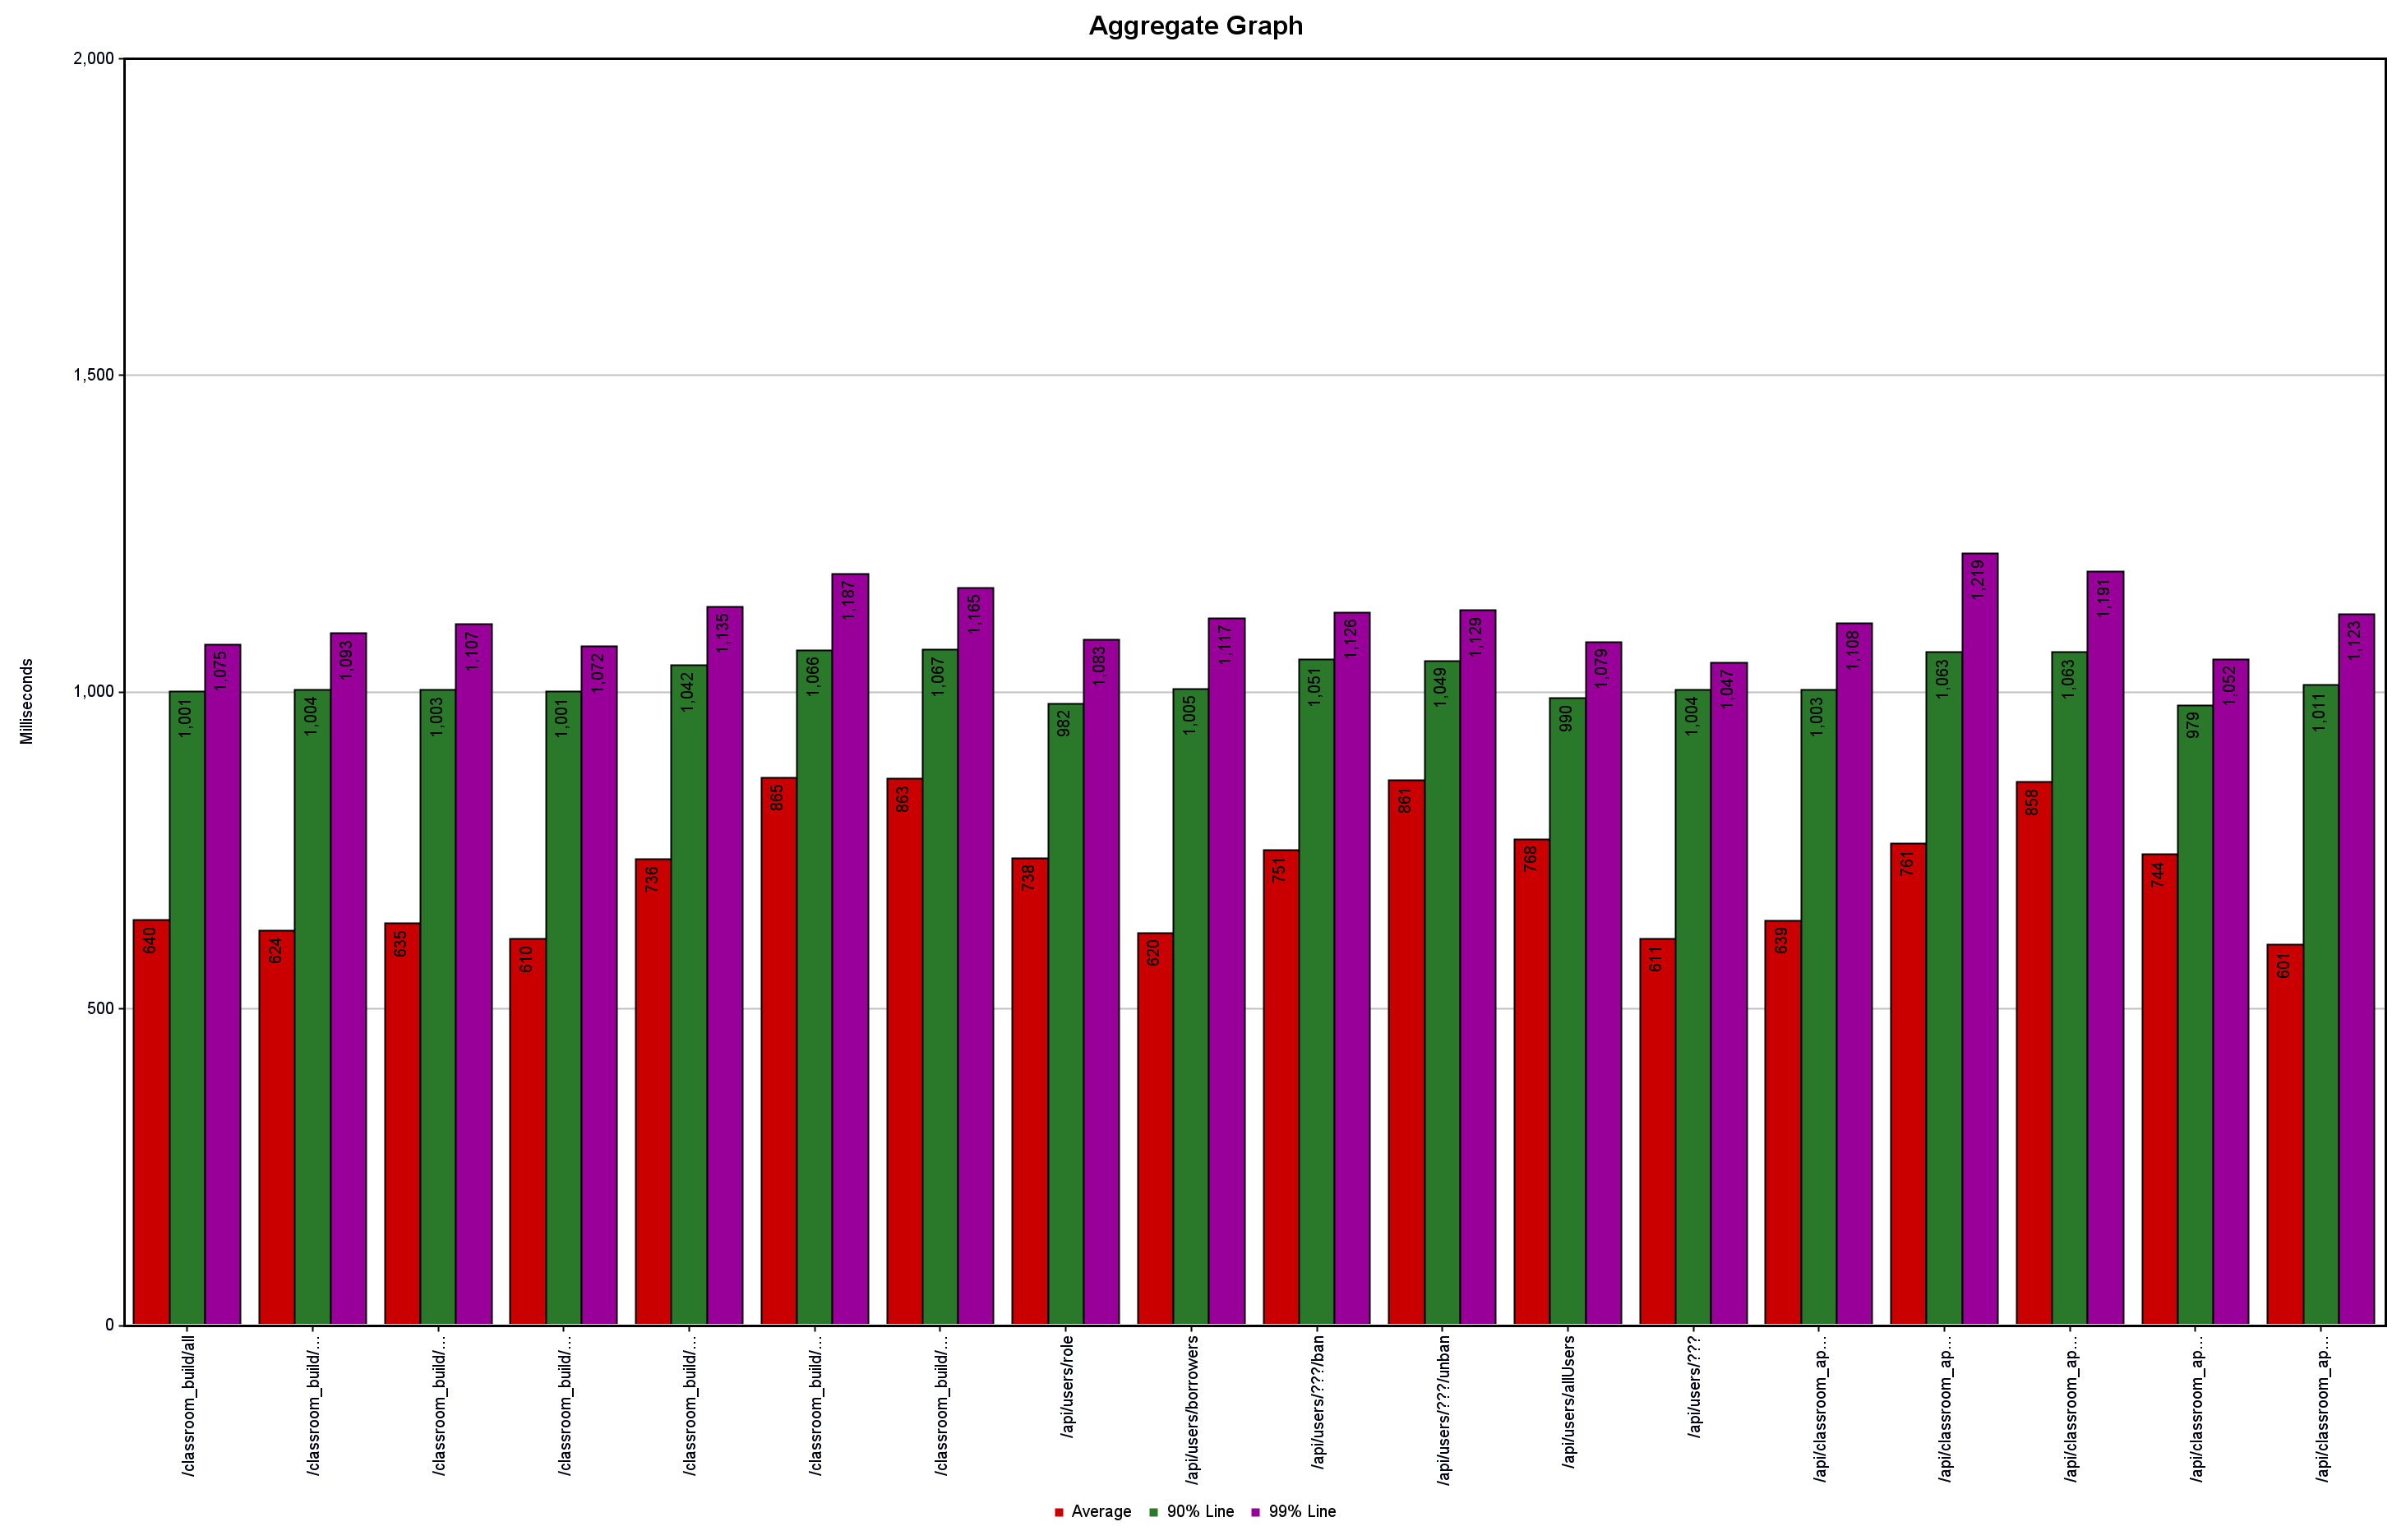 Aggregate Graph
2,000
1,500
1,000
500
0
Milliseconds
640 1,001 1,075
624 1,004 1,093
635 1,003 1,107
610 1,001 1,072
736 1,042 1,135
865 1,066 1,187
863 1,067 1,165
738 982 1,083
620 1,005 1,117
751 1,051 1,126
861 1,049 1,129
768 990 1,079
611 1,004 1,047
639 1,003 1,108
761 1,063 1,219
858 1,063 1,191
744 979 1,052
601 1,011 1,123
/classroom_build/all
/classroom_build/...
/classroom_build/...
/classroom_build/...
/classroom_build/...
/classroom_build/...
/classroom_build/...
/api/users/role
/api/users/borrowers
/api/users/???/ban
/api/users/???/unban
/api/users/allUsers
/api/users/???
/api/classroom_ap...
/api/classroom_ap...
/api/classroom_ap...
/api/classroom_ap...
/api/classroom_ap...
Average 90% Line 99% Line